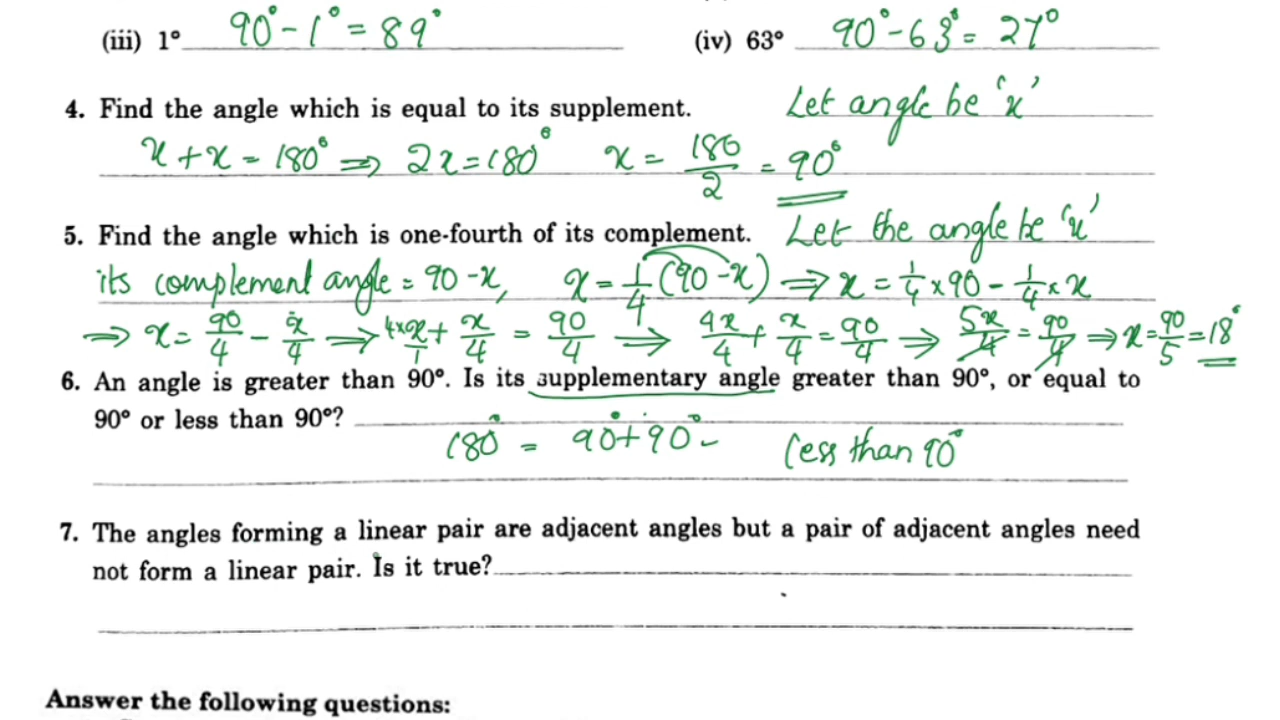 (iii) 1° 90° - 1° = 89° (iv) 63° 90° - 63° = 27°
4. Find the angle which is equal to its supplement. Let angle be 'x'
x + x = 180° ⇒ 2x = 180° x = 180/2 = 90°
5. Find the angle which is one-fourth of its complement. Let the angle be 'x'
its complement angle = 90 - x, x = 1/4 (90 - x) ⇒ x = 1/4 × 90 - 1/4 × x
⇒ x = 90/4 - x/4 ⇒ 4×x/1 + x/4 = 90/4 ⇒ 4x/4 + x/4 = 90/4 ⇒ 5x/4 = 90/4 ⇒ x = 90/5 = 18°
6. An angle is greater than 90°. Is its supplementary angle greater than 90°, or equal to
90° or less than 90°?
180° = 90° + 90° - less than 90°
7. The angles forming a linear pair are adjacent angles but a pair of adjacent angles need
not form a linear pair. Is it true?
Answer the following questions: